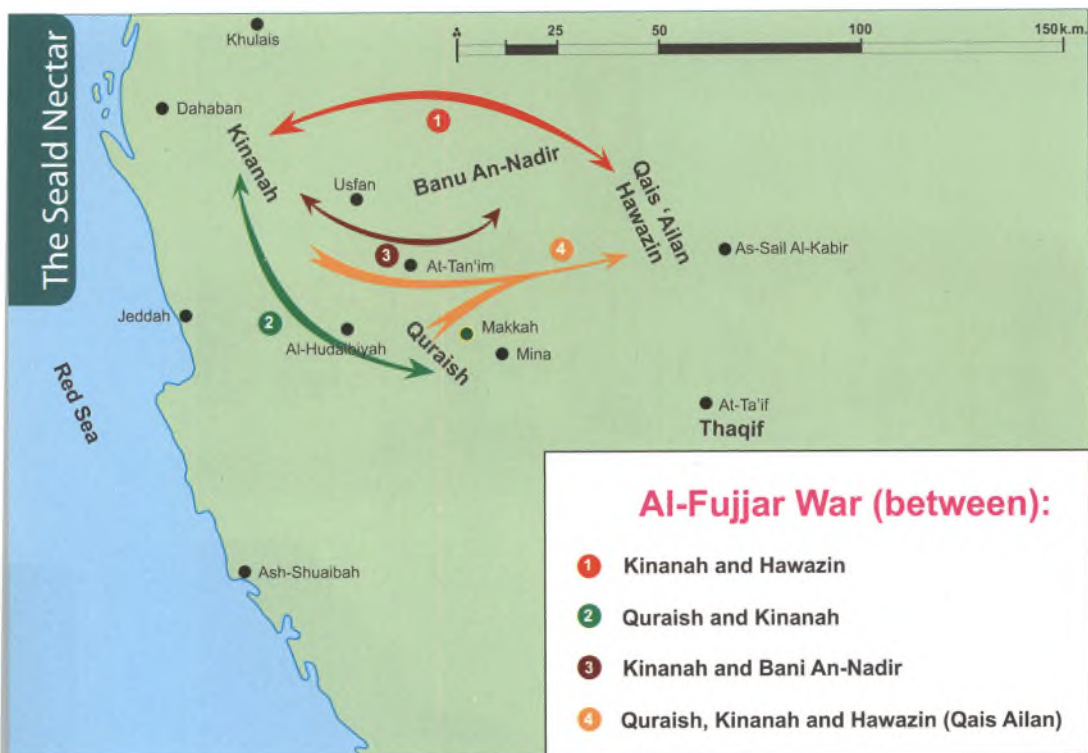 The Seald Nectar
Khulais
0
25
50
100
150 k.m.
Dahaban
1
Kinanah
Banu An-Nadir
Qais ‘Ailan
Hawazin
Usfan
4
As-Sail Al-Kabir
3
At-Tan‘im
Jeddah
2
Makkah
Al-Hudaibiyah
Quraish
Mina
Red Sea
At-Ta’if
Thaqif
Al-Fujjar War (between):
1 Kinanah and Hawazin
Ash-Shuaibah
2 Quraish and Kinanah
3 Kinanah and Bani An-Nadir
4 Quraish, Kinanah and Hawazin (Qais Ailan)